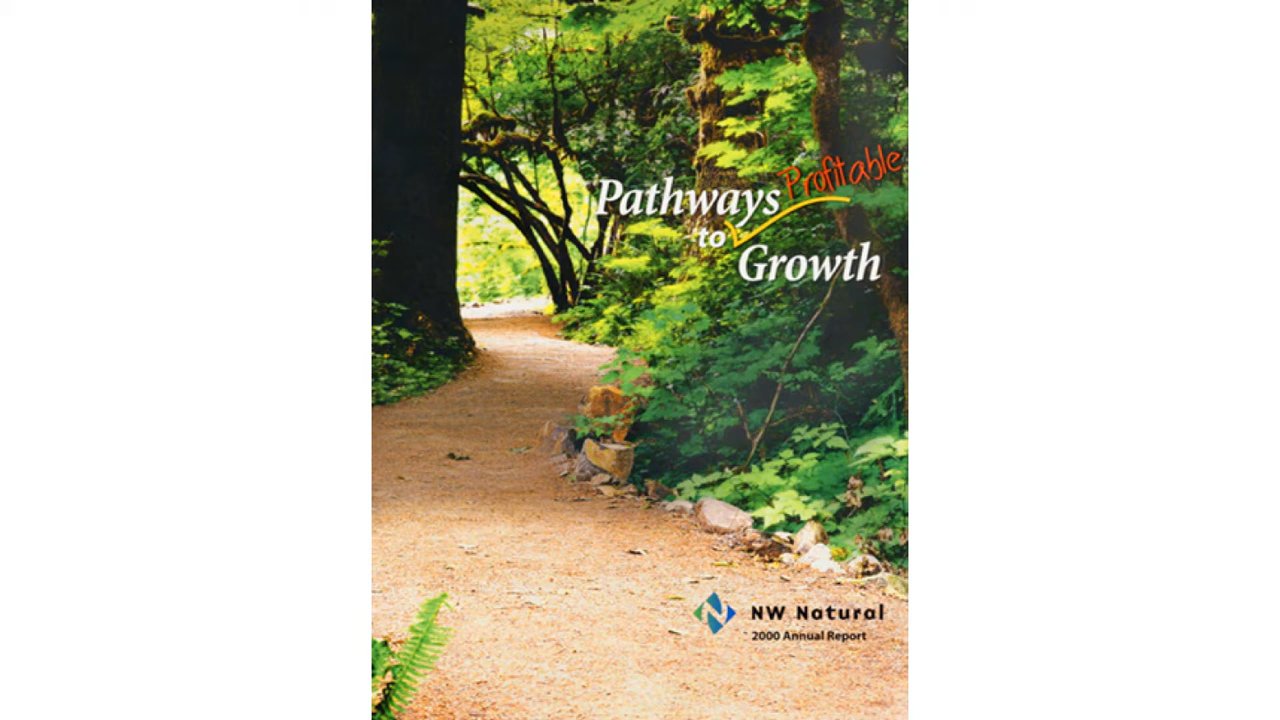 Profitable
Pathways
to
Growth
NW Natural
2000 Annual Report